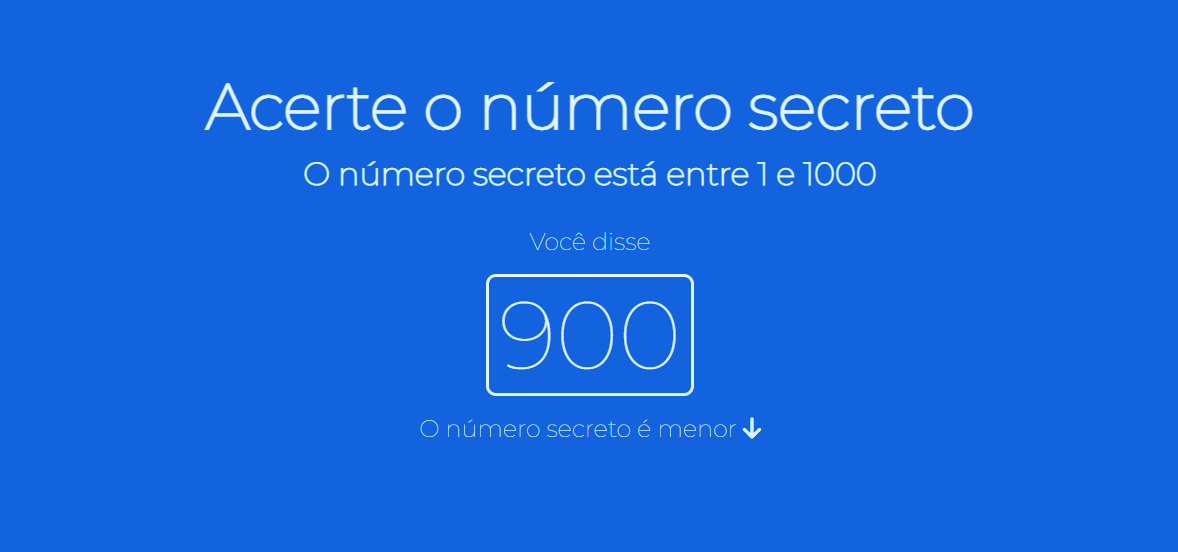 Acerte o número secreto
O número secreto está entre 1 e 1000
Você disse
900
O número secreto é menor